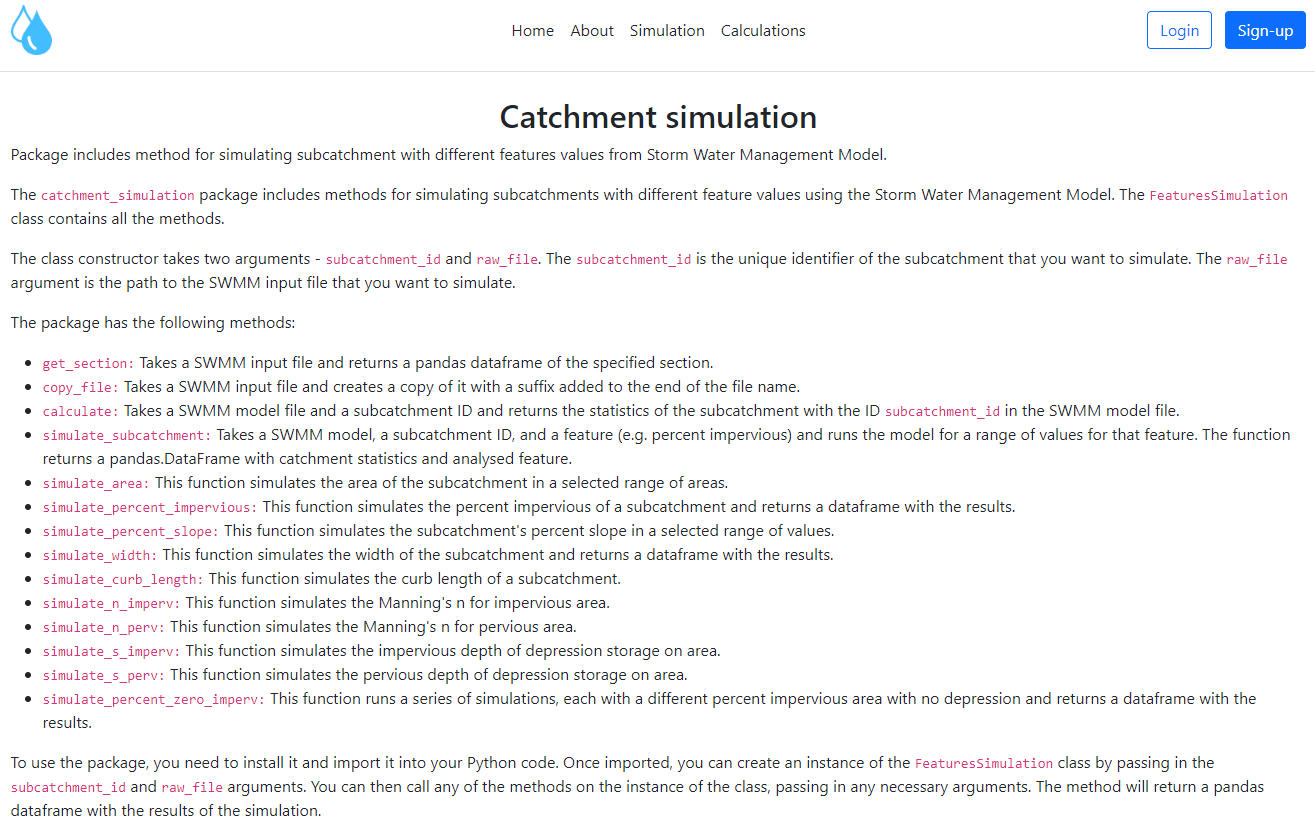 Home About Simulation Calculations Login Sign-up
Catchment simulation
Package includes method for simulating subcatchment with different features values from Storm Water Management Model.
The catchment_simulation package includes methods for simulating subcatchments with different feature values using the Storm Water Management Model. The FeaturesSimulation
class contains all the methods.
The class constructor takes two arguments - subcatchment_id and raw_file. The subcatchment_id is the unique identifier of the subcatchment that you want to simulate. The raw_file
argument is the path to the SWMM input file that you want to simulate.
The package has the following methods:
• get_section: Takes a SWMM input file and returns a pandas dataframe of the specified section.
• copy_file: Takes a SWMM input file and creates a copy of it with a suffix added to the end of the file name.
• calculate: Takes a SWMM model file and a subcatchment ID and returns the statistics of the subcatchment with the ID subcatchment_id in the SWMM model file.
• simulate_subcatchment: Takes a SWMM model, a subcatchment ID, and a feature (e.g. percent impervious) and runs the model for a range of values for that feature. The function
returns a pandas.DataFrame with catchment statistics and analysed feature.
• simulate_area: This function simulates the area of the subcatchment in a selected range of areas.
• simulate_percent_impervious: This function simulates the percent impervious of a subcatchment and returns a dataframe with the results.
• simulate_percent_slope: This function simulates the subcatchment's percent slope in a selected range of values.
• simulate_width: This function simulates the width of the subcatchment and returns a dataframe with the results.
• simulate_curb_length: This function simulates the curb length of a subcatchment.
• simulate_n_imperv: This function simulates the Manning's n for impervious area.
• simulate_n_perv: This function simulates the Manning's n for pervious area.
• simulate_s_imperv: This function simulates the impervious depth of depression storage on area.
• simulate_s_perv: This function simulates the pervious depth of depression storage on area.
• simulate_percent_zero_imperv: This function runs a series of simulations, each with a different percent impervious area with no depression and returns a dataframe with the
results.
To use the package, you need to install it and import it into your Python code. Once imported, you can create an instance of the FeaturesSimulation class by passing in the
subcatchment_id and raw_file arguments. You can then call any of the methods on the instance of the class, passing in any necessary arguments. The method will return a pandas
dataframe with the results of the simulation.